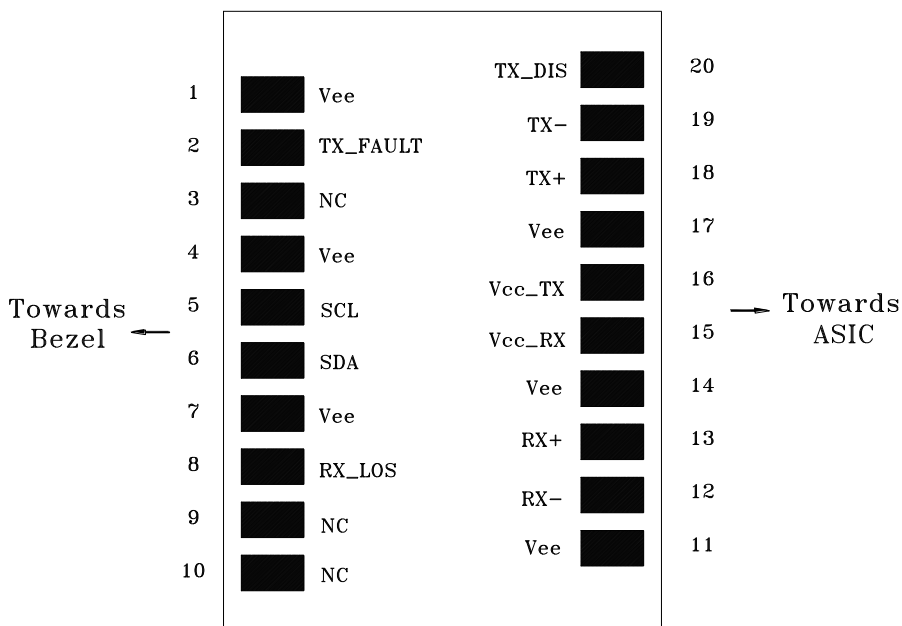 1 Vee
2 TX_FAULT
3 NC
4 Vee
5 SCL
6 SDA
7 Vee
8 RX_LOS
9 NC
10 NC
Towards
Bezel
TX_DIS 20
TX- 19
TX+ 18
Vee 17
Vcc_TX 16
Vcc_RX 15
Vee 14
RX+ 13
RX- 12
Vee 11
Towards
ASIC